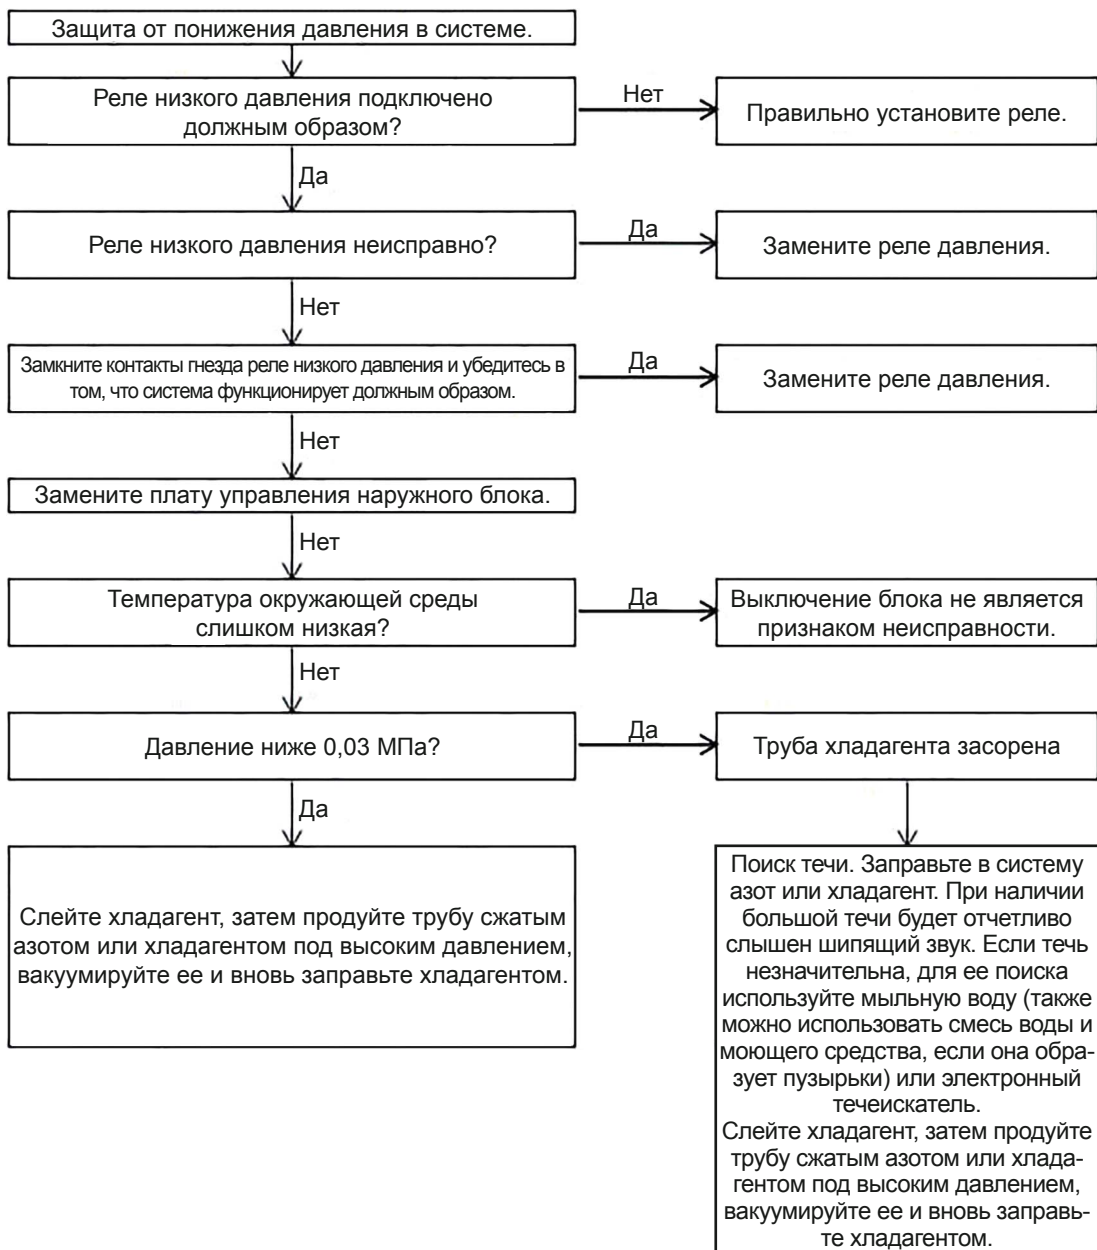 Защита от понижения давления в системе.
Реле низкого давления подключено
должным образом?
Нет
Правильно установите реле.
Да
Реле низкого давления неисправно?
Да
Замените реле давления.
Нет
Замкните контакты гнезда реле низкого давления и убедитесь в
том, что система функционирует должным образом.
Да
Замените реле давления.
Нет
Замените плату управления наружного блока.
Нет
Температура окружающей среды
слишком низкая?
Да
Выключение блока не является
признаком неисправности.
Нет
Давление ниже 0,03 МПа?
Да
Труба хладагента засорена
Да
Слейте хладагент, затем продуйте трубу сжатым
азотом или хладагентом под высоким давлением,
вакуумируйте ее и вновь заправьте хладагентом.
Поиск течи. Заправьте в систему
азот или хладагент. При наличии
большой течи будет отчетливо
слышен шипящий звук. Если течь
незначительна, для ее поиска
используйте мыльную воду (также
можно использовать смесь воды и
моющего средства, если она обра-
зует пузырьки) или электронный
течеискатель.
Слейте хладагент, затем продуйте
трубу сжатым азотом или хлада-
гентом под высоким давлением,
вакуумируйте ее и вновь заправь-
те хладагентом.